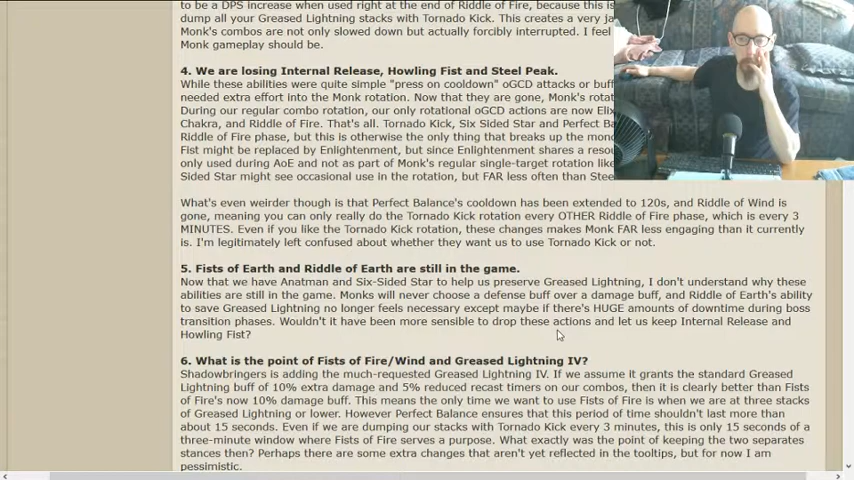 to be a DPS increase when used right at the end of Riddle of Fire, because this is
dump all your Greased Lightning stacks with Tornado Kick. This creates a very ja
Monk's combos are not only slowed down but actually forcibly interrupted. I feel
Monk gameplay should be.
4. We are losing Internal Release, Howling Fist and Steel Peak.
While these abilities were quite simple "press on cooldown" oGCD attacks or buff
needed extra effort into the Monk rotation. Now that they are gone, Monk's rotat
During our regular combo rotation, our only rotational oGCD actions are now Elix
Chakra, and Riddle of Fire. That's all. Tornado Kick, Six Sided Star and Perfect Ba
Riddle of Fire phase, but this is otherwise the only thing that breaks up the mono
Fist might be replaced by Enlightenment, but since Enlightenment shares a resou
only used during AoE and not as part of Monk's regular single-target rotation like
Sided Star might see occasional use in the rotation, but FAR less often than Stee
What's even weirder though is that Perfect Balance's cooldown has been extended to 120s, and Riddle of Wind is
gone, meaning you can only really do the Tornado Kick rotation every OTHER Riddle of Fire phase, which is every 3
MINUTES. Even if you like the Tornado Kick rotation, these changes makes Monk FAR less engaging than it currently
is. I'm legitimately left confused about whether they want us to use Tornado Kick or not.
5. Fists of Earth and Riddle of Earth are still in the game.
Now that we have Anatman and Six-Sided Star to help us preserve Greased Lightning, I don't understand why these
abilities are still in the game. Monks will never choose a defense buff over a damage buff, and Riddle of Earth's ability
to save Greased Lightning no longer feels necessary except maybe if there's HUGE amounts of downtime during boss
transition phases. Wouldn't it have been more sensible to drop these actions and let us keep Internal Release and
Howling Fist?
6. What is the point of Fists of Fire/Wind and Greased Lightning IV?
Shadowbringers is adding the much-requested Greased Lightning IV. If we assume it grants the standard Greased
Lightning buff of 10% extra damage and 5% reduced recast timers on our combos, then it is clearly better than Fists
of Fire's now 10% damage buff. This means the only time we want to use Fists of Fire is when we are at three stacks
of Greased Lightning or lower. However Perfect Balance ensures that this period of time shouldn't last more than
about 15 seconds. Even if we are dumping our stacks with Tornado Kick every 3 minutes, this is only 15 seconds of a
three-minute window where Fists of Fire serves a purpose. What exactly was the point of keeping the two separate
stances then? Perhaps there are some extra changes that aren't yet reflected in the tooltips, but for now I am
pessimistic.